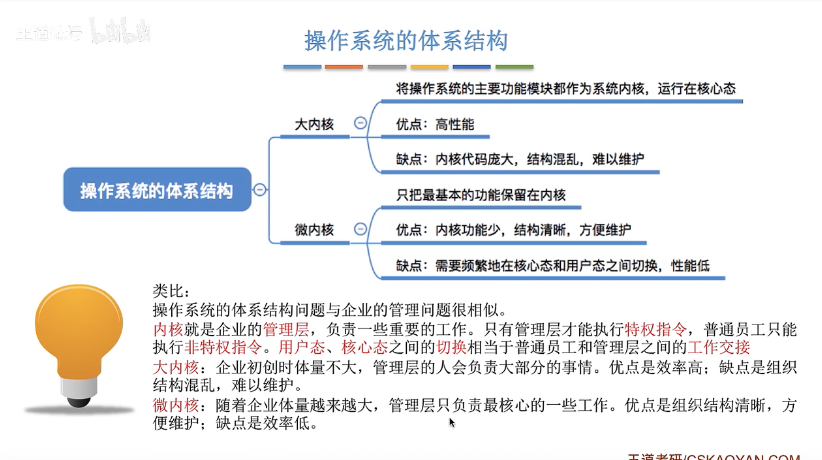 操作系统的体系结构
将操作系统的主要功能模块都作为系统内核，运行在核心态
大内核
优点：高性能
缺点：内核代码庞大，结构混乱，难以维护
操作系统的体系结构
只把最基本的功能保留在内核
微内核
优点：内核功能少，结构清晰，方便维护
缺点：需要频繁地在核心态和用户态之间切换，性能低
类比：
操作系统的体系结构问题与企业的管理问题很相似。
内核就是企业的管理层，负责一些重要的工作。只有管理层才能执行特权指令，普通员工只能
执行非特权指令。用户态、核心态之间的切换相当于普通员工和管理层之间的工作交接
大内核：企业初创时体量不大，管理层的人会负责大部分的事情。优点是效率高；缺点是组织
结构混乱，难以维护。
微内核：随着企业体量越来越大，管理层只负责最核心的一些工作。优点是组织结构清晰，方
便维护；缺点是效率低。
王道考研/CSKAOYAN.COM